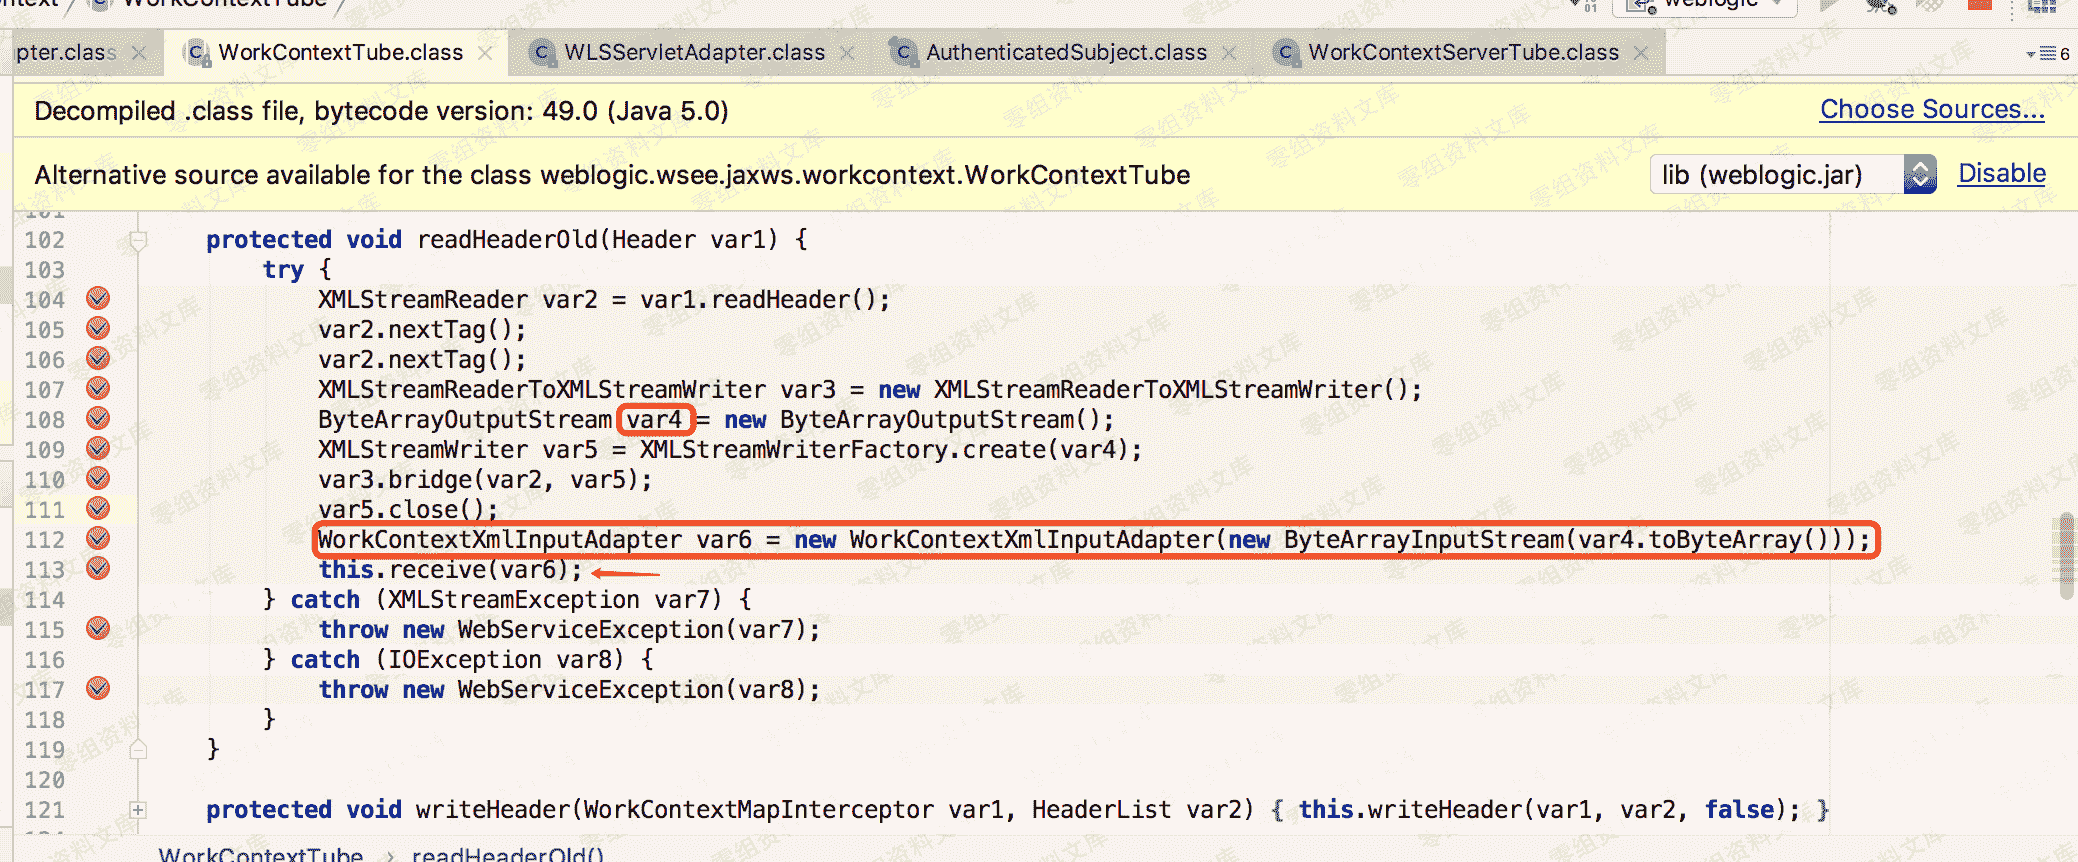 WorkContextTube
weblogic
pter.class WorkContextTube.class WLSServletAdapter.class AuthenticatedSubject.class WorkContextServerTube.class 6
Decompiled .class file, bytecode version: 49.0 (Java 5.0) Choose Sources...
Alternative source available for the class weblogic.wsee.jaxws.workcontext.WorkContextTube lib (weblogic.jar) Disable
102 protected void readHeaderOld(Header var1) {
103 try {
104 XMLStreamReader var2 = var1.readHeader();
105 var2.nextTag();
106 var2.nextTag();
107 XMLStreamReaderToXMLStreamWriter var3 = new XMLStreamReaderToXMLStreamWriter();
108 ByteArrayOutputStream var4 = new ByteArrayOutputStream();
109 XMLStreamWriter var5 = XMLStreamWriterFactory.create(var4);
110 var3.bridge(var2, var5);
111 var5.close();
112 WorkContextXmlInputAdapter var6 = new WorkContextXmlInputAdapter(new ByteArrayInputStream(var4.toByteArray()));
113 this.receive(var6);
114 } catch (XMLStreamException var7) {
115 throw new WebServiceException(var7);
116 } catch (IOException var8) {
117 throw new WebServiceException(var8);
118 }
119 }
120
121 protected void writeHeader(WorkContextMapInterceptor var1, HeaderList var2) { this.writeHeader(var1, var2, false); }
WorkContextTube › readHeaderOld()
零组资料文库